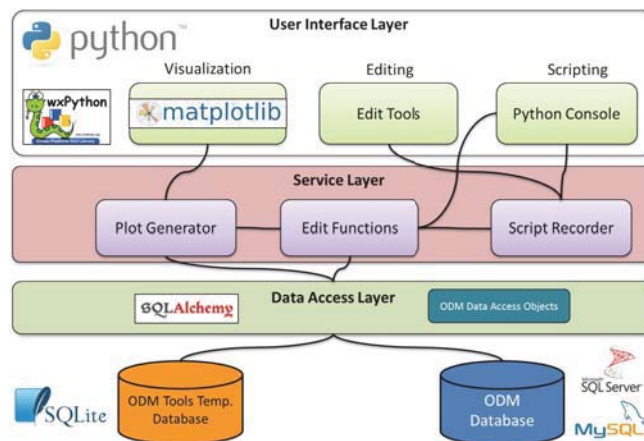 User Interface Layer
python™
Visualization
Editing
Scripting
wxPython
matplotlib
Edit Tools
Python Console
Service Layer
Plot Generator
Edit Functions
Script Recorder
Data Access Layer
SQLAlchemy
ODM Data Access Objects
SQLite
ODM Tools Temp.
Database
ODM
Database
Microsoft
SQL Server
MySQL